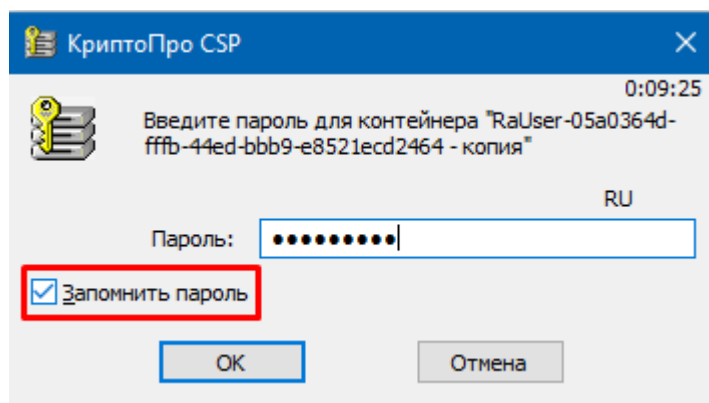 КриптоПро CSP
0:09:25
Введите пароль для контейнера "RaUser-05a0364d-
fffb-44ed-bbb9-e8521ecd2464 - копия"
RU
Пароль: ●●●●●●●●●
Запомнить пароль
ОК Отмена